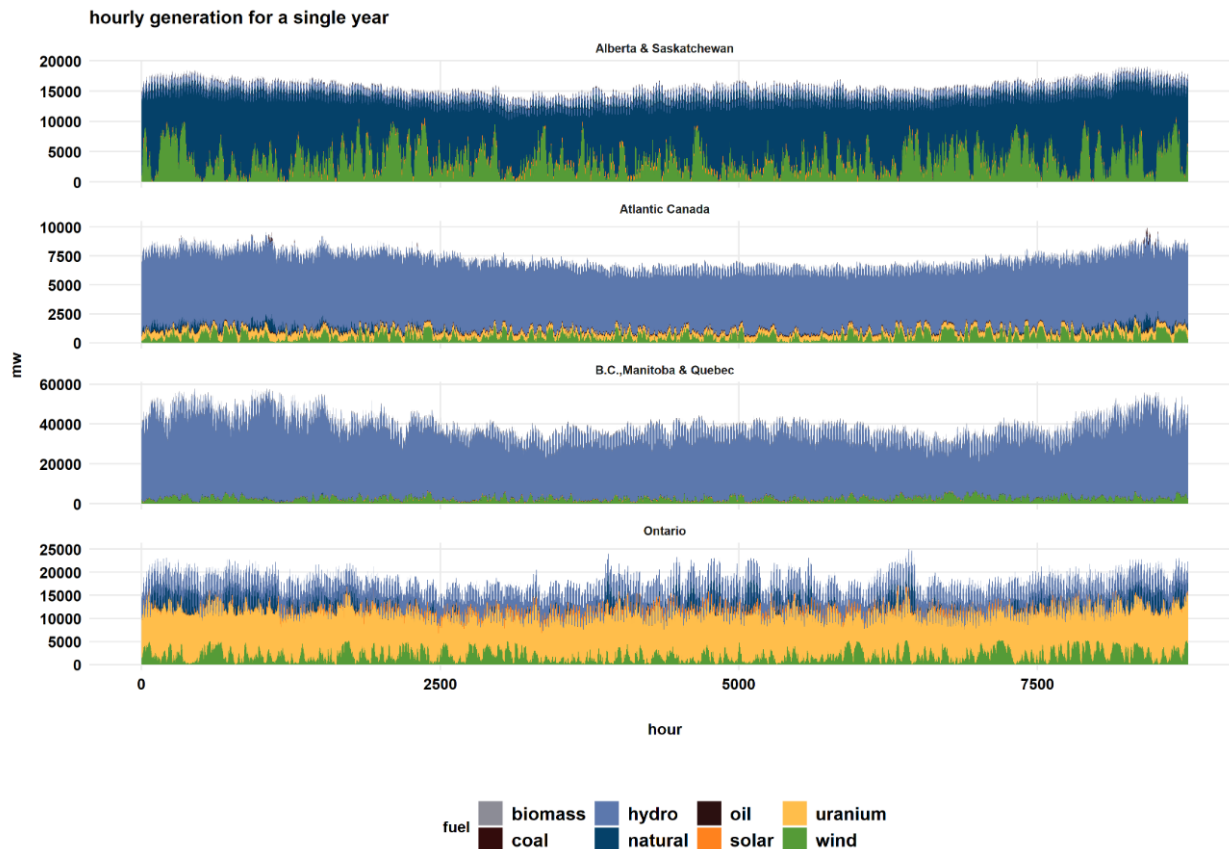 hourly generation for a single year
Alberta & Saskatchewan
20000
15000
10000
5000
0
Atlantic Canada
10000
7500
5000
2500
0
B.C.,Manitoba & Quebec
60000
40000
20000
0
Ontario
25000
20000
15000
10000
5000
0
mw
0 2500 5000 7500
hour
fuel
biomass hydro oil uranium
coal natural solar wind